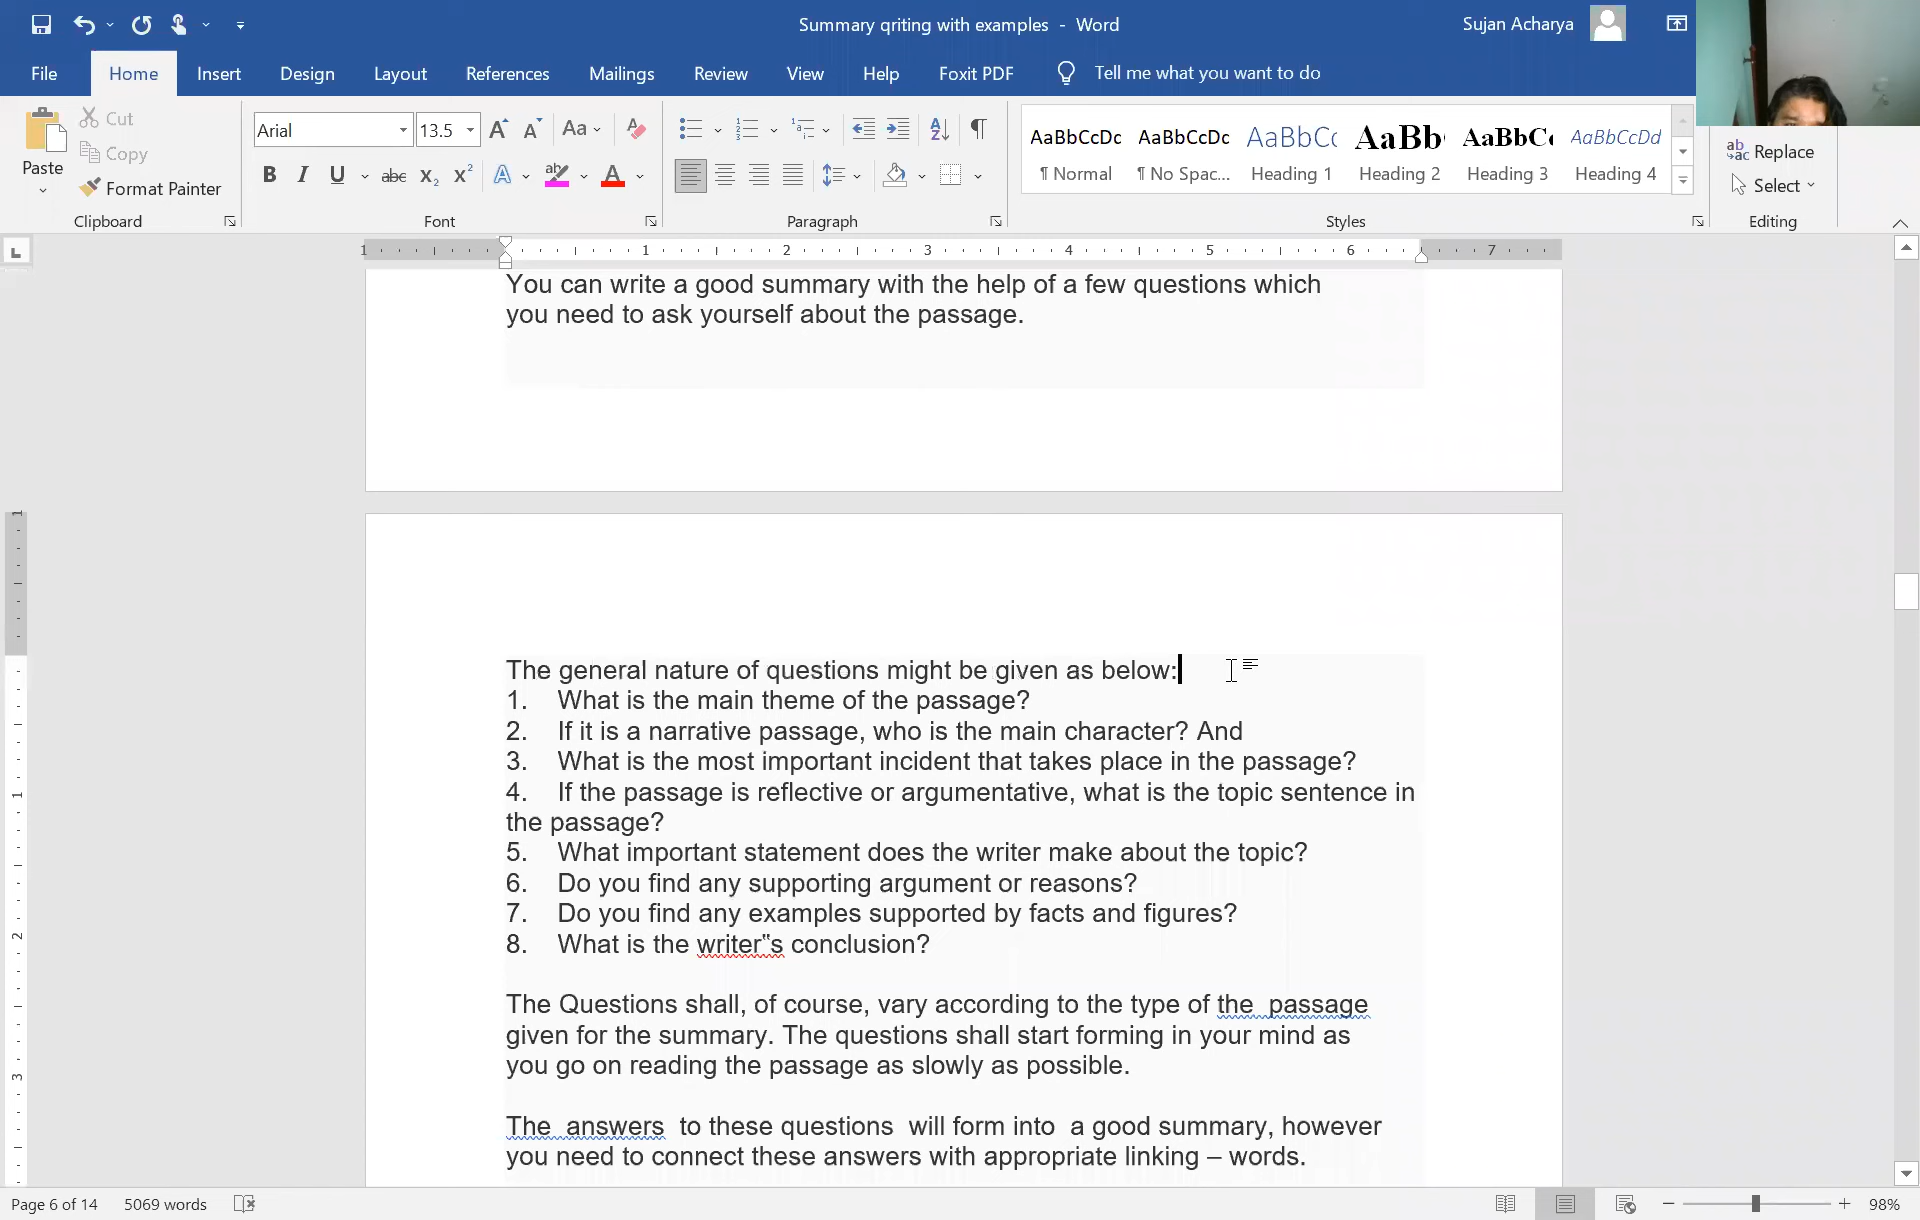 Summary qriting with examples - Word
Sujan Acharya
File Home Insert Design Layout References Mailings Review View Help Foxit PDF Tell me what you want to do
Paste
Cut
Copy
Format Painter
Clipboard
Arial 13.5
Font
Paragraph
AaBbCcDc AaBbCcDc AaBbCc AaBb AaBbCc AaBbCcDd
¶ Normal ¶ No Spac... Heading 1 Heading 2 Heading 3 Heading 4
Styles
Replace
Select
Editing
1 1 2 3 4 5 6 7
You can write a good summary with the help of a few questions which
you need to ask yourself about the passage.
The general nature of questions might be given as below:
1. What is the main theme of the passage?
2. If it is a narrative passage, who is the main character? And
3. What is the most important incident that takes place in the passage?
4. If the passage is reflective or argumentative, what is the topic sentence in
the passage?
5. What important statement does the writer make about the topic?
6. Do you find any supporting argument or reasons?
7. Do you find any examples supported by facts and figures?
8. What is the writer‟s conclusion?
The Questions shall, of course, vary according to the type of the  passage
given for the summary. The questions shall start forming in your mind as
you go on reading the passage as slowly as possible.
The  answers  to these questions  will form into  a good summary, however
you need to connect these answers with appropriate linking – words.
Page 6 of 14 5069 words
98%